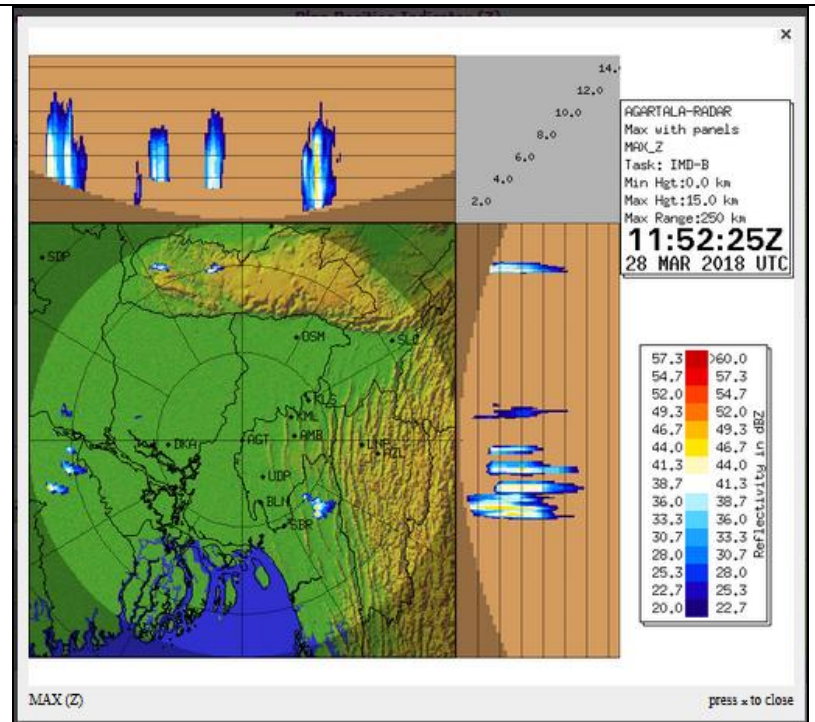 ×
14.
12.0
10.0
8.0
6.0
4.0
2.0
AGARTALA-RADAR
Max with panels
MAX_Z
Task: IMD-B
Min Hgt:0.0 km
Max Hgt:15.0 km
Max Range:250 km
11:52:25Z
28 MAR 2018 UTC
SDP
OSM
SLC
KLS
KML
AMB
DKA
AGT
LNP
AZL
UDP
BLN
SBR
57.3 >60.0
54.7 57.3
52.0 54.7
49.3 52.0
46.7 49.3
44.0 46.7
41.3 44.0
38.7 41.3
36.0 38.7
33.3 36.0
30.7 33.3
28.0 30.7
25.3 28.0
22.7 25.3
20.0 22.7
Reflectivity in dBZ
MAX (Z)
press × to close